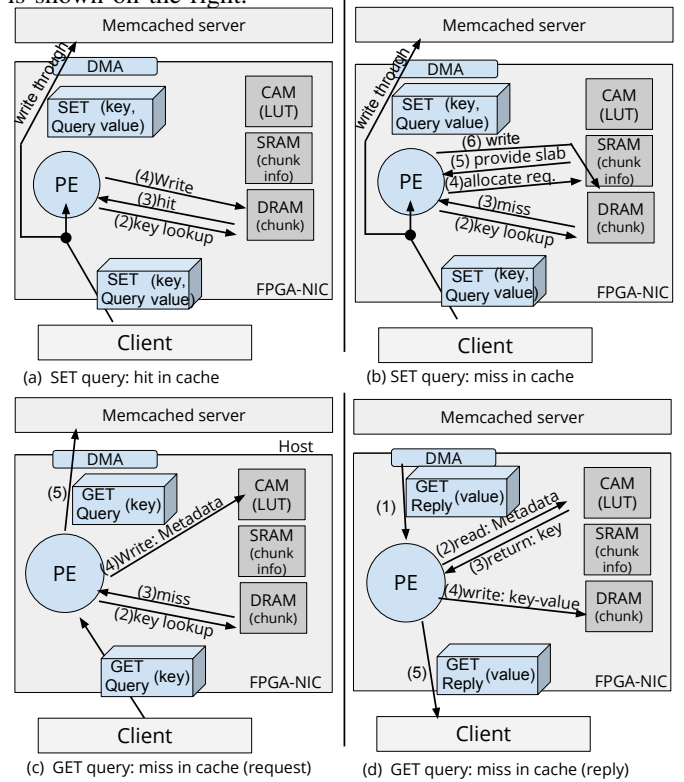 is shown on the right.
Memcached server
write through
DMA
SET (key,
Query value)
CAM
(LUT)
SRAM
(chunk
info)
DRAM
(chunk)
PE
(4)Write
(3)hit
(2)key lookup
SET (key,
Query value)
FPGA-NIC
Client
(a) SET query: hit in cache
Memcached server
write through
DMA
SET (key,
Query value)
CAM
(LUT)
SRAM
(chunk
info)
DRAM
(chunk)
PE
(6) write
(5) provide slab
(4)allocate req.
(3)miss
(2)key lookup
SET (key,
Query value)
FPGA-NIC
Client
(b) SET query: miss in cache
Memcached server
Host
DMA
(5)
GET
Query (key)
CAM
(LUT)
SRAM
(chunk
info)
DRAM
(chunk)
PE
(4)Write: Metadata
(3)miss
(2)key lookup
GET
Query (key)
FPGA-NIC
Client
(c) GET query: miss in cache (request)
Memcached server
DMA
(1)
GET
Reply (value)
CAM
(LUT)
SRAM
(chunk
info)
DRAM
(chunk)
PE
(2)read: Metadata
(3)return: key
(4)write: key-value
(5)
GET
Reply (value)
FPGA-NIC
Client
(d) GET query: miss in cache (reply)